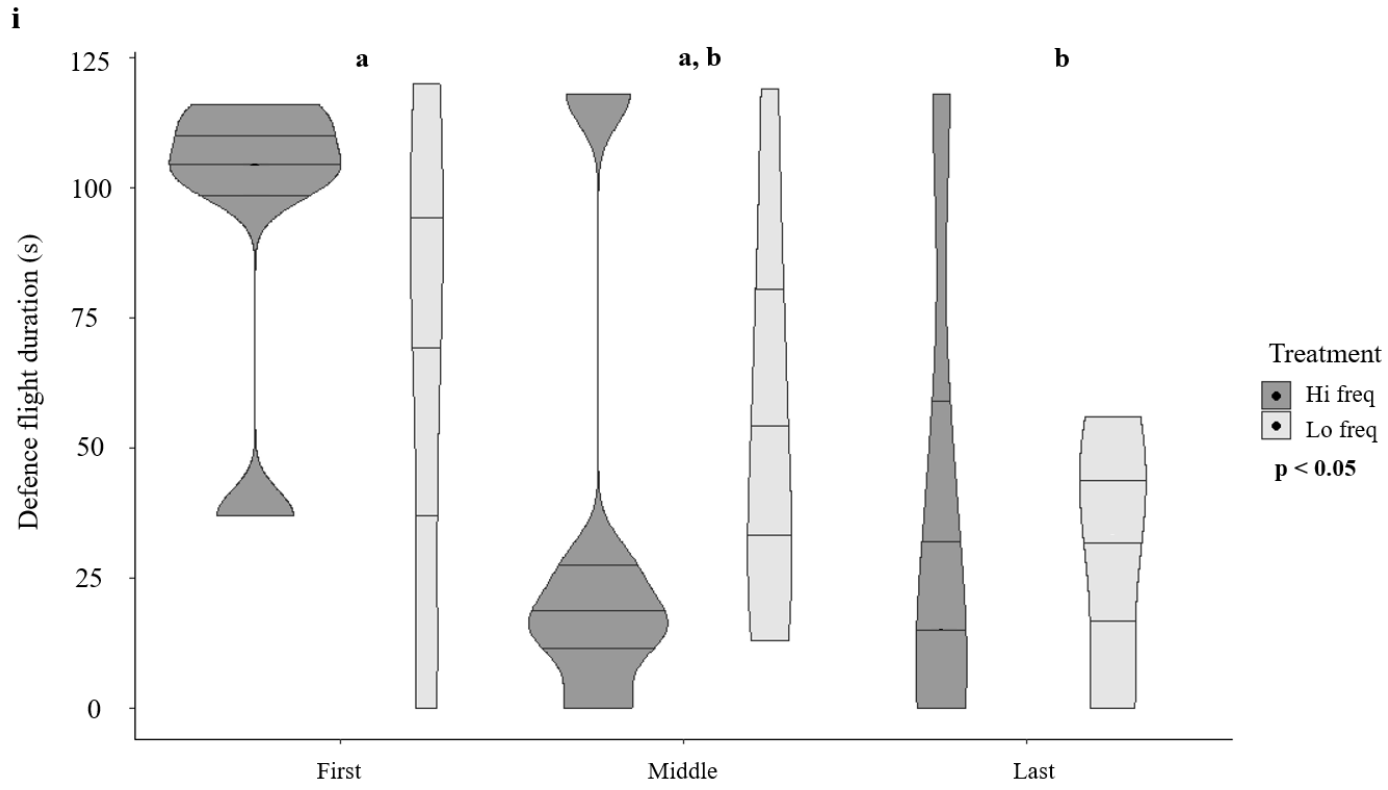 i
a
a, b
b
125
100
75
50
25
0
Defence flight duration (s)
First
Middle
Last
Treatment
Hi freq
Lo freq
p < 0.05